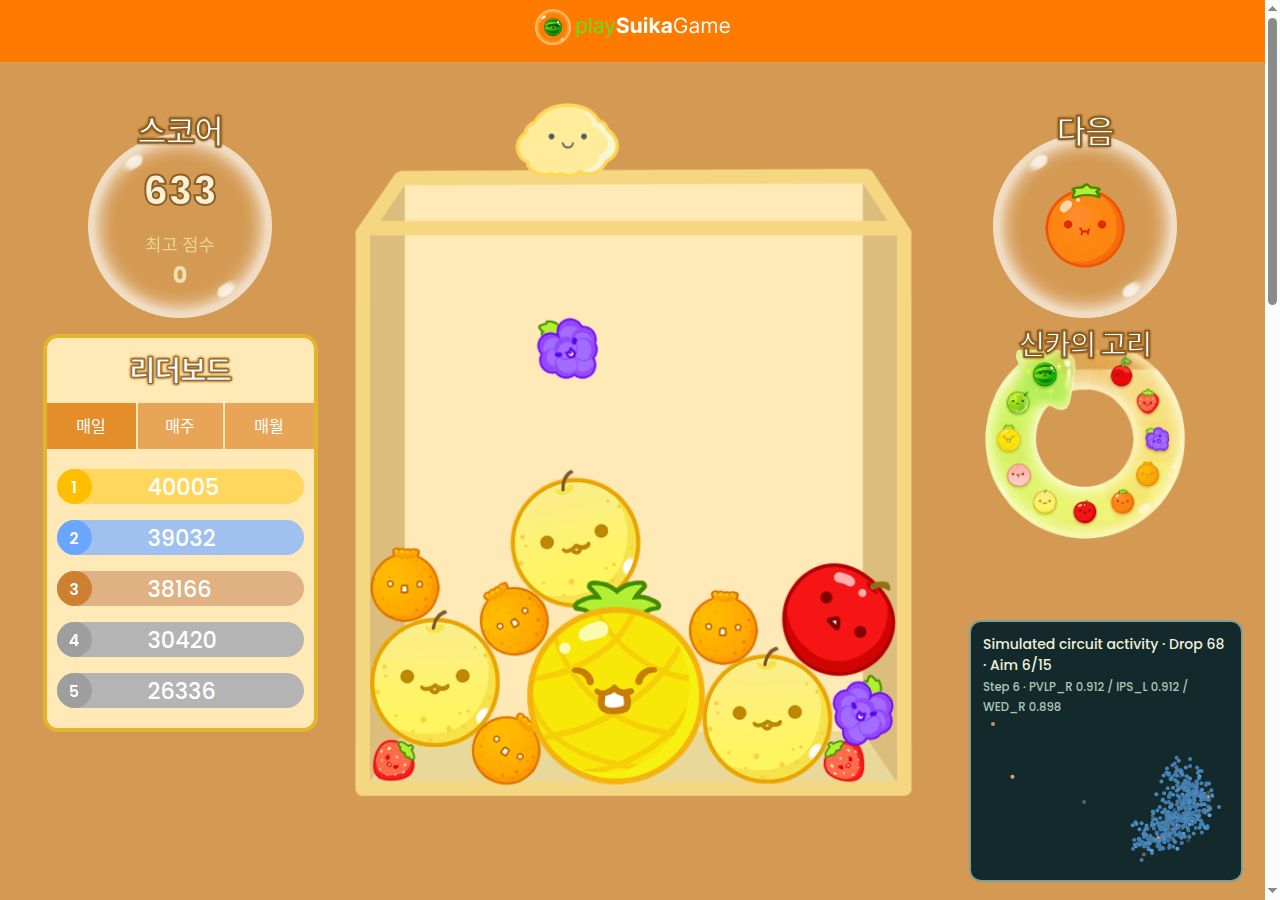 playSuikaGame
스코어
633
최고 점수
0
리더보드
매일 매주 매월
1 40005
2 39032
3 38166
4 30420
5 26336
다음
신카의 고리
Simulated circuit activity · Drop 68
· Aim 6/15
Step 6 · PVLP_R 0.912 / IPS_L 0.912 /
WED_R 0.898